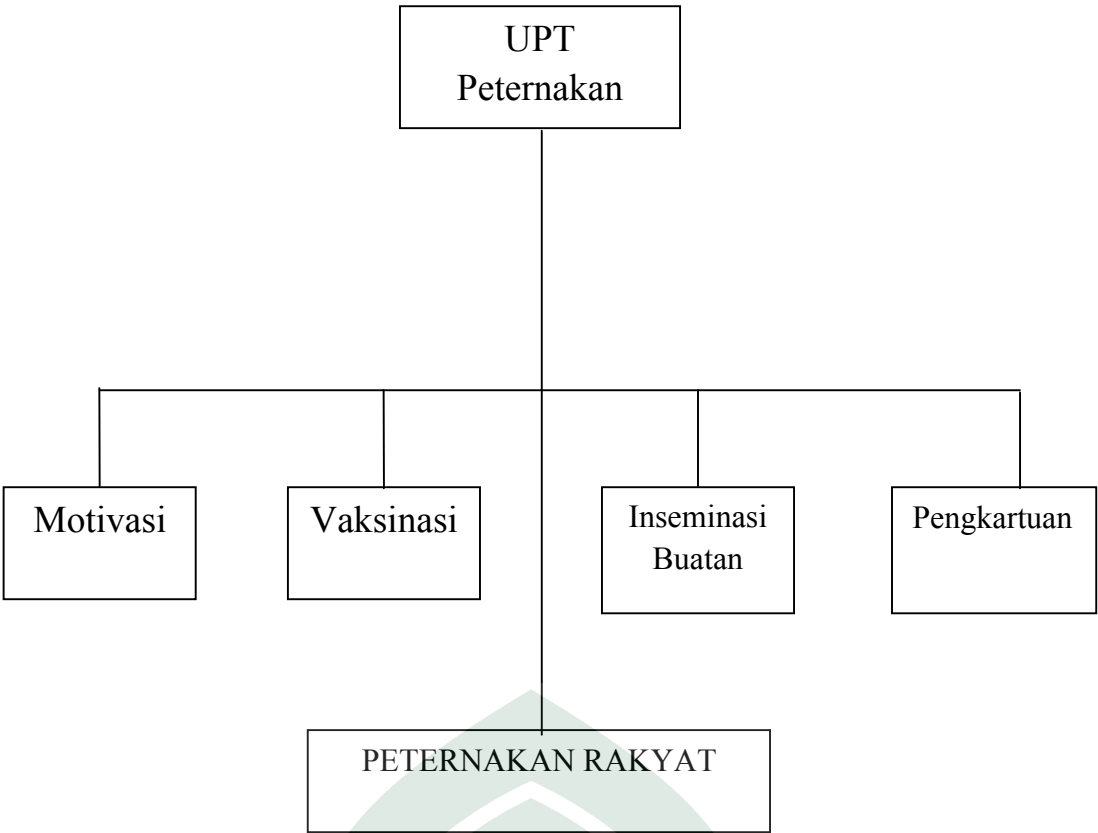 UPT
Peternakan
Motivasi
Vaksinasi
Inseminasi
Buatan
Pengkartuan
PETERNAKAN RAKYAT